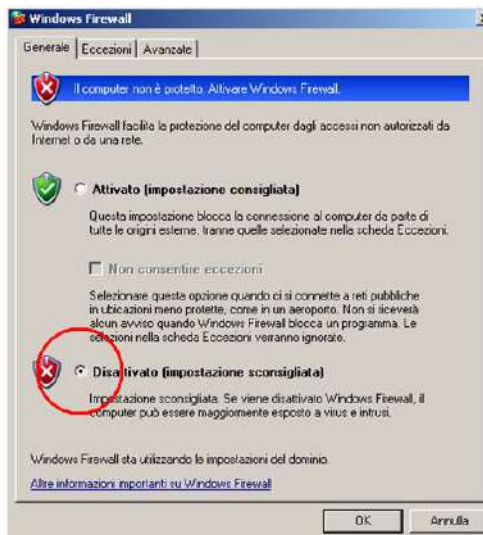 Windows Firewall
Generale Eccezioni Avanzate
Il computer non è protetto. Attivare Windows Firewall.
Windows Firewall facilita la protezione del computer dagli accessi non autorizzati da
Internet o da una rete.
Attivato (impostazione consigliata)
Questa impostazione blocca la connessione al computer da parte di
tutte le origini esterne, tranne quelle selezionate nella scheda Eccezioni.
Non consentire eccezioni
Selezionare questa opzione quando ci si connette a reti pubbliche
in ubicazioni meno protette, come in un aeroporto. Non si riceverà
alcun avviso quando Windows Firewall blocca un programma. Le
selezioni nella scheda Eccezioni verranno ignorate.
Disattivato (impostazione sconsigliata)
Impostazione sconsigliata. Se viene disattivato Windows Firewall, il
computer può essere maggiormente esposto a virus e intrusi.
Windows Firewall sta utilizzando le impostazioni del dominio.
Altre informazioni importanti su Windows Firewall
OK Annulla